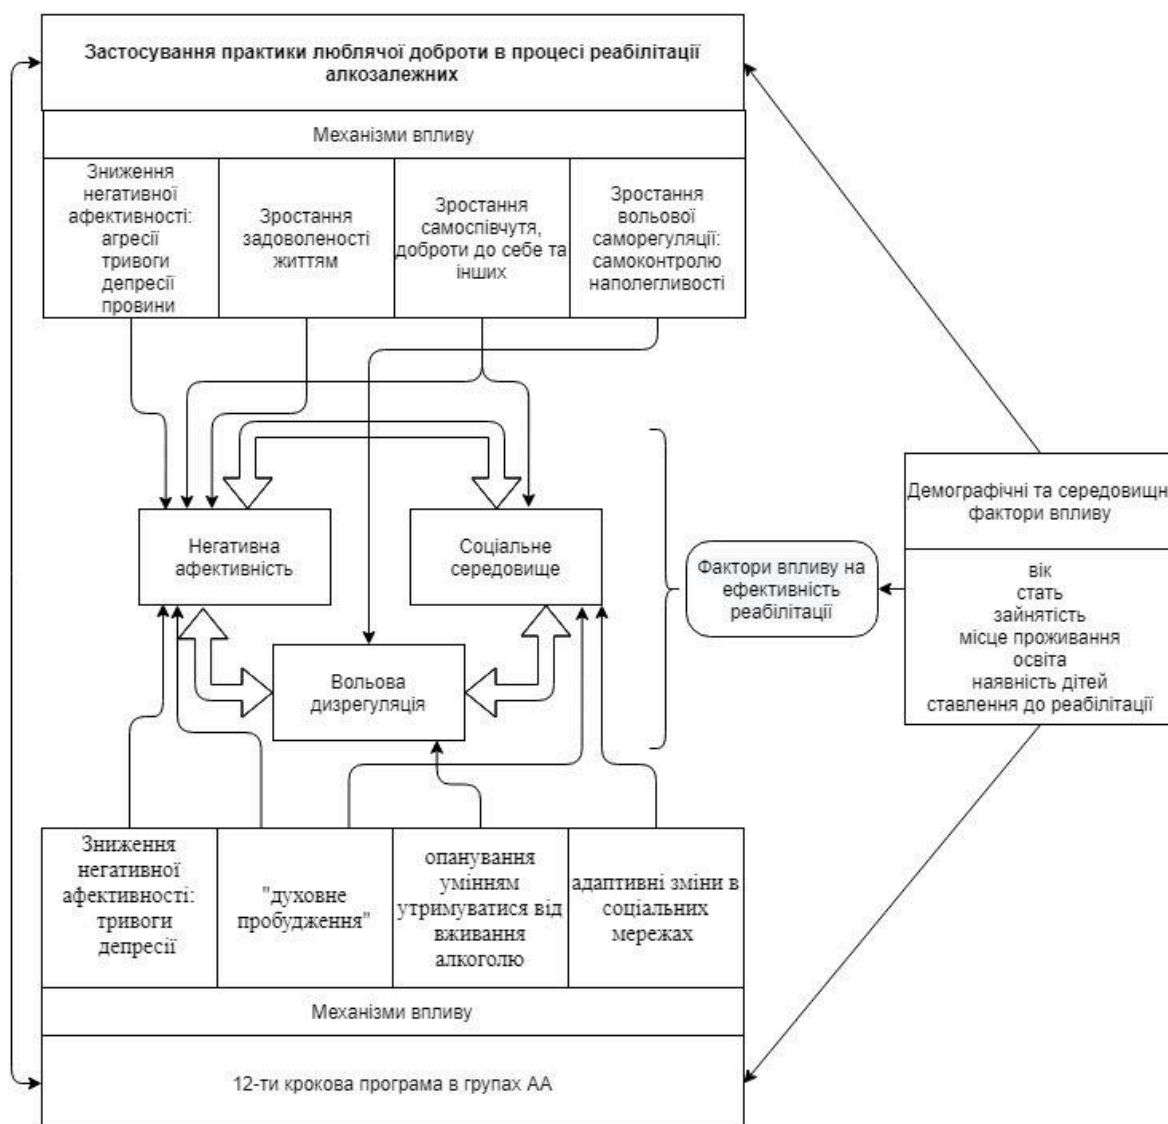 Застосування практики люблячої доброти в процесі реабілітації
алкозалежних
Механізми впливу
Зниження
негативної
афективності:
агресії
тривоги
депресії
провини
Зростання
задоволеності
життям
Зростання
самоспівчутя,
доброти до себе та
інших
Зростання
вольової
саморегуляції:
самоконтролю
наполегливості
Негативна
афективність
Соціальне
середовище
Вольова
дизрегуляція
Фактори впливу на
ефективність
реабілітації
Демографічні та середовищн
фактори впливу
вік
стать
зайнятість
місце проживання
освіта
наявність дітей
ставлення до реабілітації
Зниження
негативної
афективності:
тривоги
депресії
"духовне
пробудження"
опанування
умінням
утримуватися від
вживання
алкоголю
адаптивні зміни в
соціальних
мережах
Механізми впливу
12-ти крокова програма в групах АА